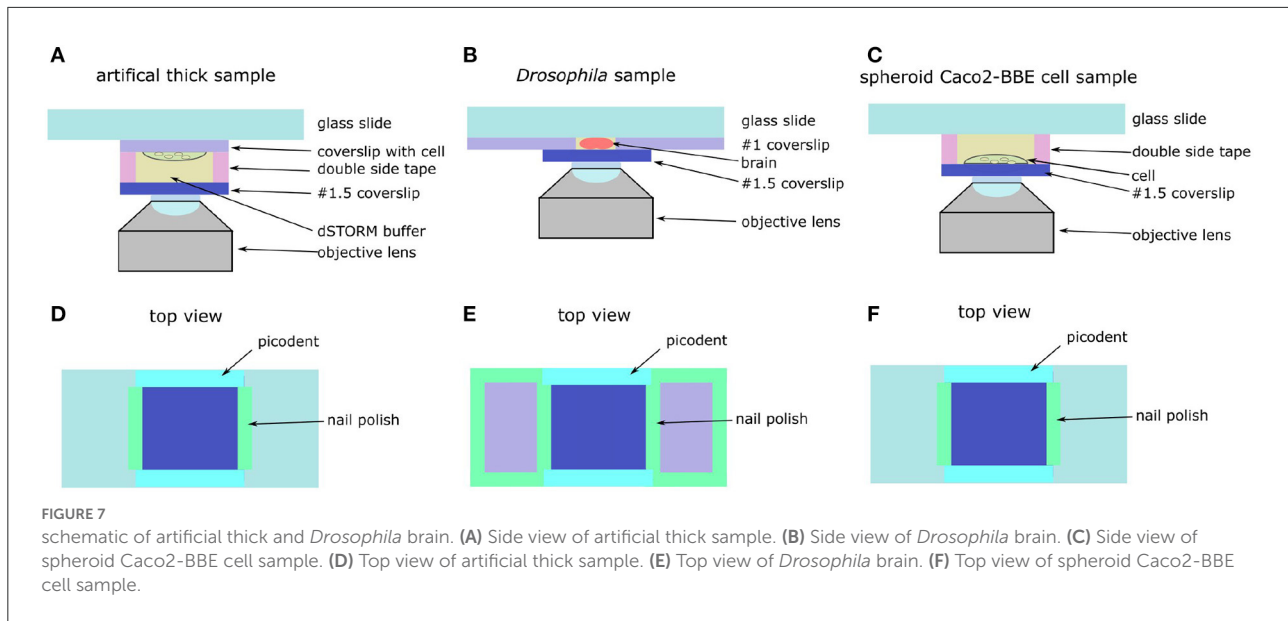 A
artifical thick sample
glass slide
coverslip with cell
double side tape
#1.5 coverslip
dSTORM buffer
objective lens
B
Drosophila sample
glass slide
#1 coverslip
brain
#1.5 coverslip
objective lens
C
spheroid Caco2-BBE cell sample
glass slide
double side tape
cell
#1.5 coverslip
objective lens
D
top view
picodent
nail polish
E
top view
picodent
nail polish
F
top view
picodent
nail polish
FIGURE 7
schematic of artificial thick and Drosophila brain. (A) Side view of artificial thick sample. (B) Side view of Drosophila brain. (C) Side view of
spheroid Caco2-BBE cell sample. (D) Top view of artificial thick sample. (E) Top view of Drosophila brain. (F) Top view of spheroid Caco2-BBE
cell sample.